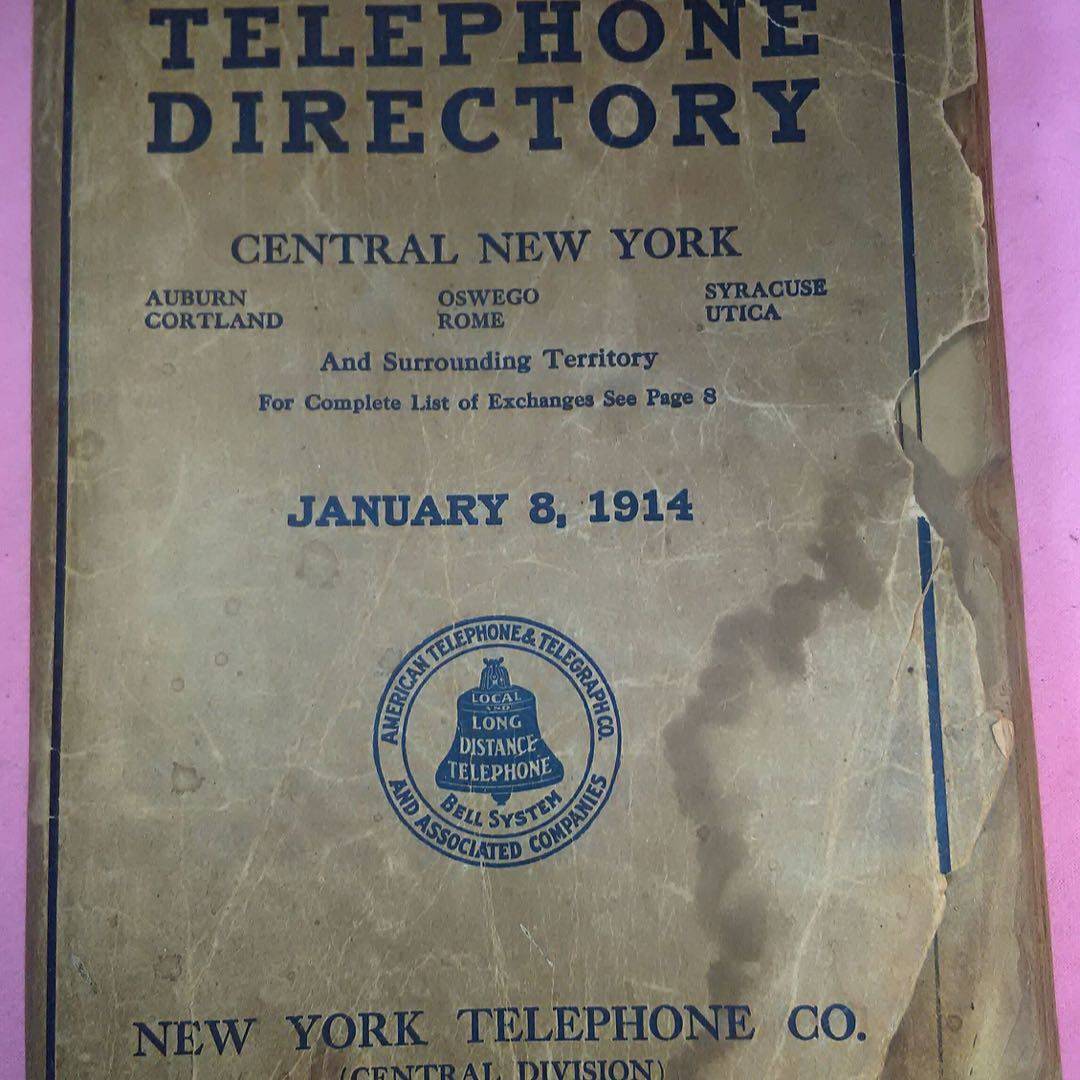 TELEPHONE
DIRECTORY
CENTRAL NEW YORK
AUBURN OSWEGO SYRACUSE
CORTLAND ROME UTICA
And Surrounding Territory
For Complete List of Exchanges See Page 8
JANUARY 8, 1914
AMERICAN TELEPHONE & TELEGRAPH CO.
LOCAL
AND
LONG
DISTANCE
TELEPHONE
BELL SYSTEM
AND ASSOCIATED COMPANIES
NEW YORK TELEPHONE CO.
(CENTRAL DIVISION)